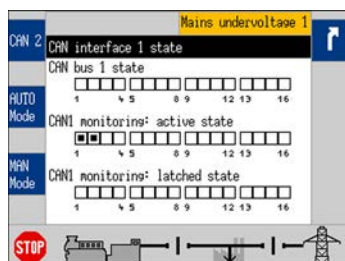 Mains undervoltage 1
CAN 2
CAN interface 1 state
CAN bus 1 state
1 4 5 8 9 12 13 16
AUTO
Mode
CAN1 monitoring: active state
1 4 5 8 9 12 13 16
MAN
Mode
CAN1 monitoring: latched state
1 4 5 8 9 12 13 16
STOP